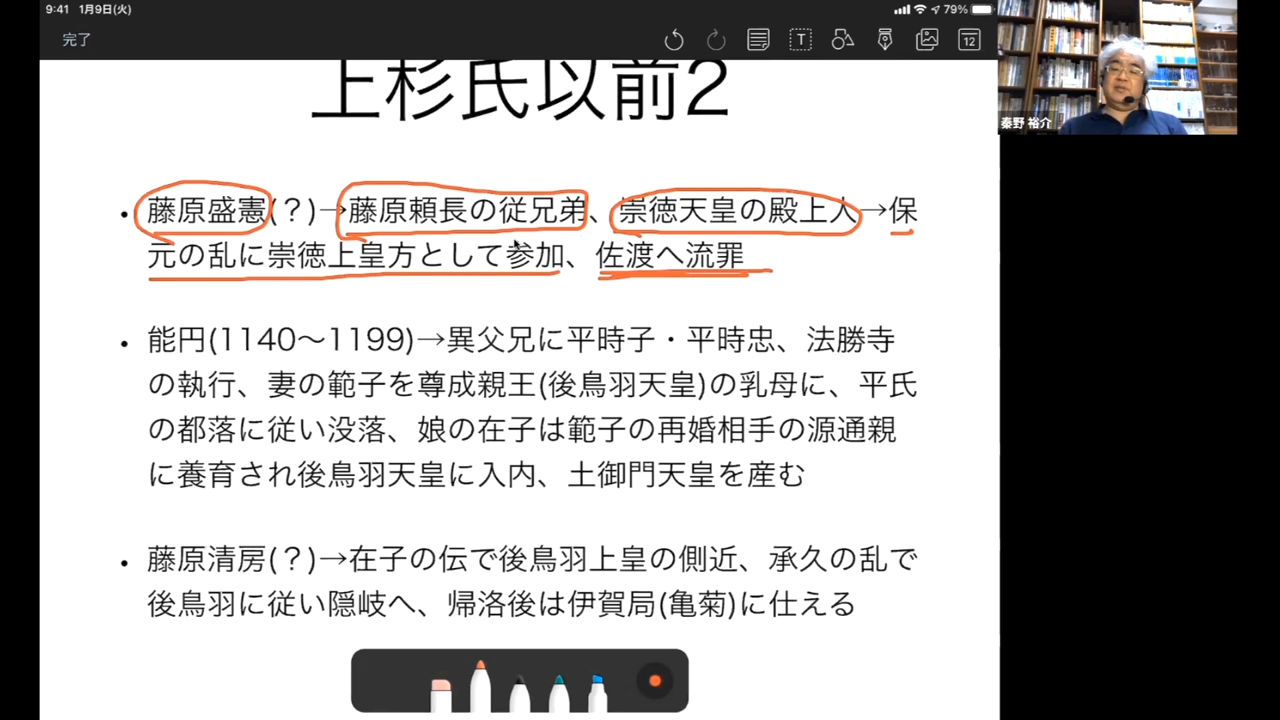 9:41 1月9日(火)
79%
完了
T
12
上杉氏以前2
秦野 裕介
• 藤原盛憲(？)→藤原頼長の従兄弟、崇徳天皇の殿上人→保
元の乱に崇徳上皇方として参加、佐渡へ流罪
• 能円(1140〜1199)→異父兄に平時子・平時忠、法勝寺
の執行、妻の範子を尊成親王(後鳥羽天皇)の乳母に、平氏
の都落に従い没落、娘の在子は範子の再婚相手の源通親
に養育され後鳥羽天皇に入内、土御門天皇を産む
• 藤原清房(？)→在子の伝で後鳥羽上皇の側近、承久の乱で
後鳥羽に従い隠岐へ、帰洛後は伊賀局(亀菊)に仕える